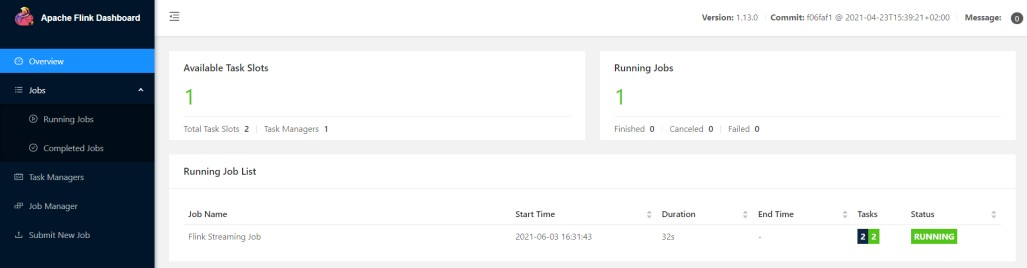 Apache Flink Dashboard
Version: 1.13.0 Commit: f06faf1 @ 2021-04-23T15:39:21+02:00 Message: 0
Overview
Jobs
Running Jobs
Completed Jobs
Task Managers
Job Manager
Submit New Job
Available Task Slots
1
Total Task Slots 2 Task Managers 1
Running Jobs
1
Finished 0 Canceled 0 Failed 0
Running Job List
Job Name Start Time Duration End Time Tasks Status
Flink Streaming Job 2021-06-03 16:31:43 32s - 2 2 RUNNING